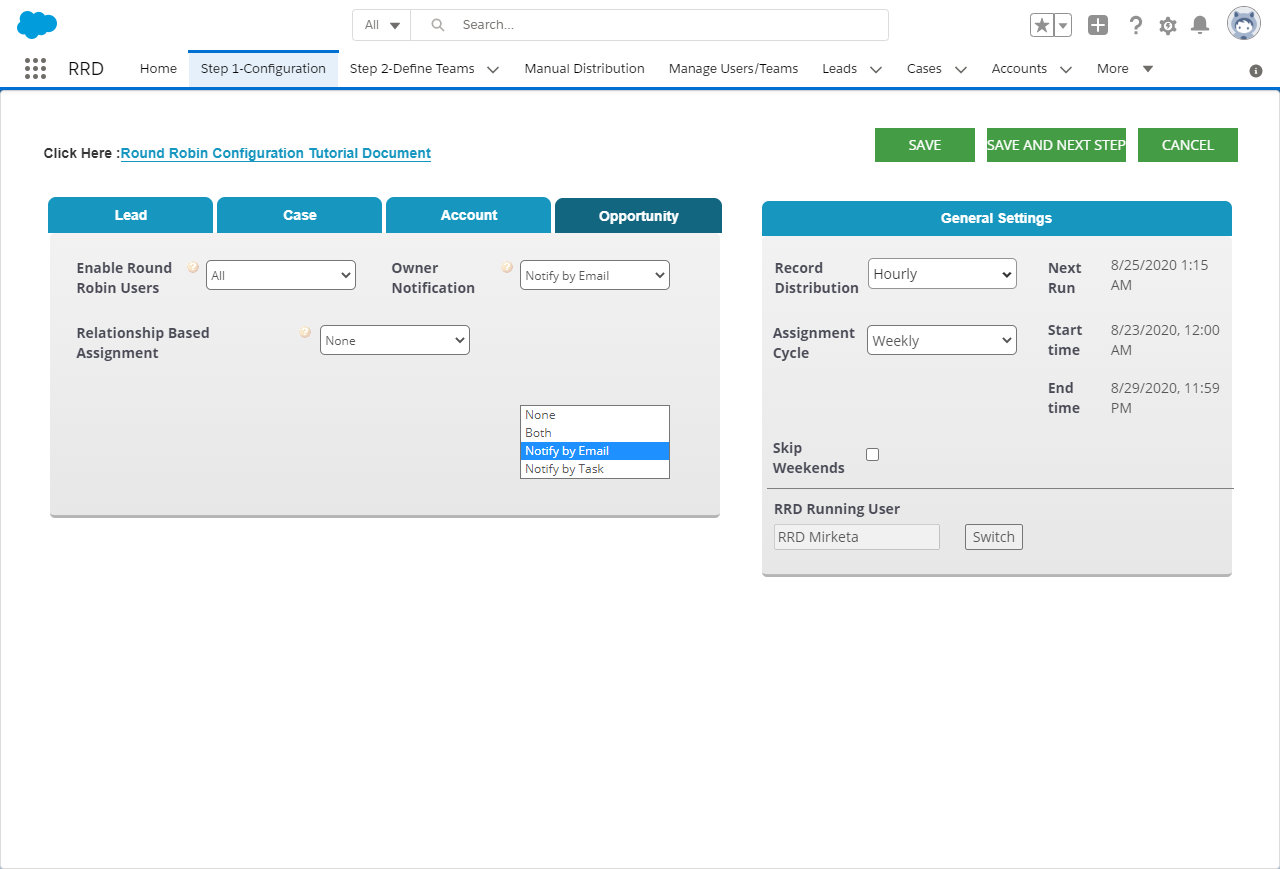 All
Search...
RRD
Home
Step 1-Configuration
Step 2-Define Teams
Manual Distribution
Manage Users/Teams
Leads
Cases
Accounts
More
Click Here :Round Robin Configuration Tutorial Document
SAVE
SAVE AND NEXT STEP
CANCEL
Lead
Case
Account
Opportunity
Enable Round
Robin Users
All
Owner
Notification
Notify by Email
Relationship Based
Assignment
None
None
Both
Notify by Email
Notify by Task
General Settings
Record
Distribution
Hourly
Next
Run
8/25/2020 1:15
AM
Assignment
Cycle
Weekly
Start
time
8/23/2020, 12:00
AM
End
time
8/29/2020, 11:59
PM
Skip
Weekends
RRD Running User
RRD Mirketa
Switch